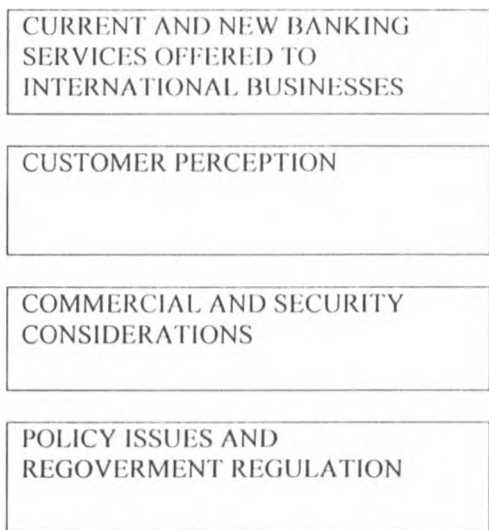 CURRENT AND NEW BANKING
SERVICES OFFERED TO
INTERNATIONAL BUSINESSES
CUSTOMER PERCEPTION
COMMERCIAL AND SECURITY
CONSIDERATIONS
POLICY ISSUES AND
REGOVERMENT REGULATION